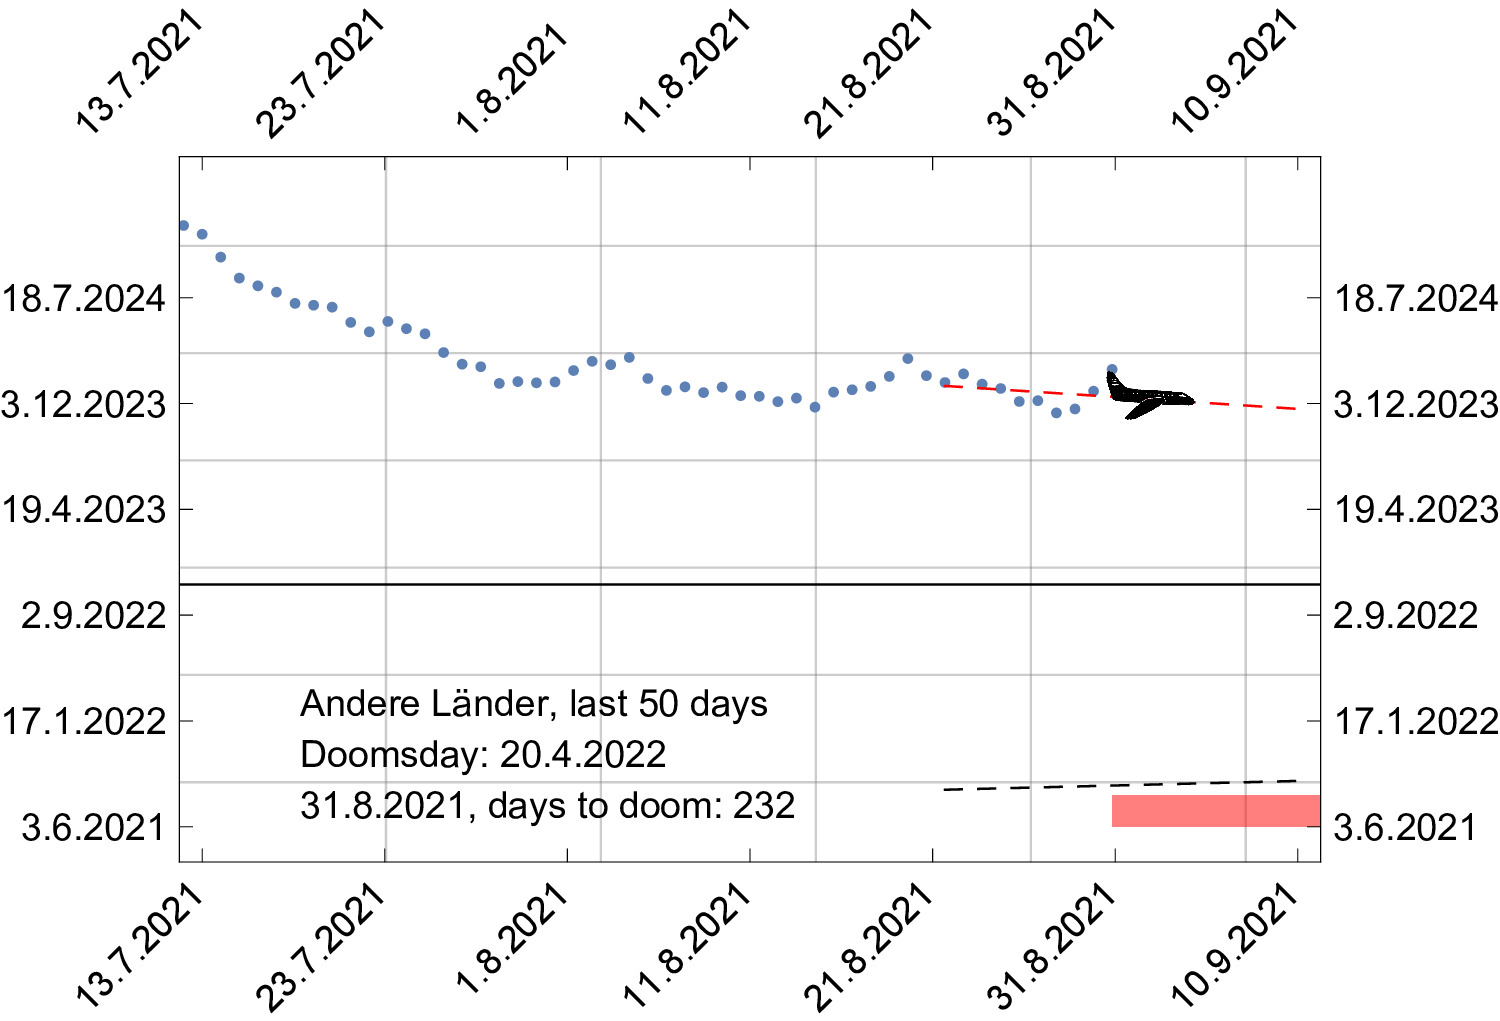 13.7.2021 23.7.2021 1.8.2021 11.8.2021 21.8.2021 31.8.2021 10.9.2021
18.7.2024 18.7.2024
3.12.2023 3.12.2023
19.4.2023 19.4.2023
2.9.2022 2.9.2022
Andere Länder, last 50 days
17.1.2022 17.1.2022
Doomsday: 20.4.2022
31.8.2021, days to doom: 232
3.6.2021 3.6.2021
13.7.2021 23.7.2021 1.8.2021 11.8.2021 21.8.2021 31.8.2021 10.9.2021